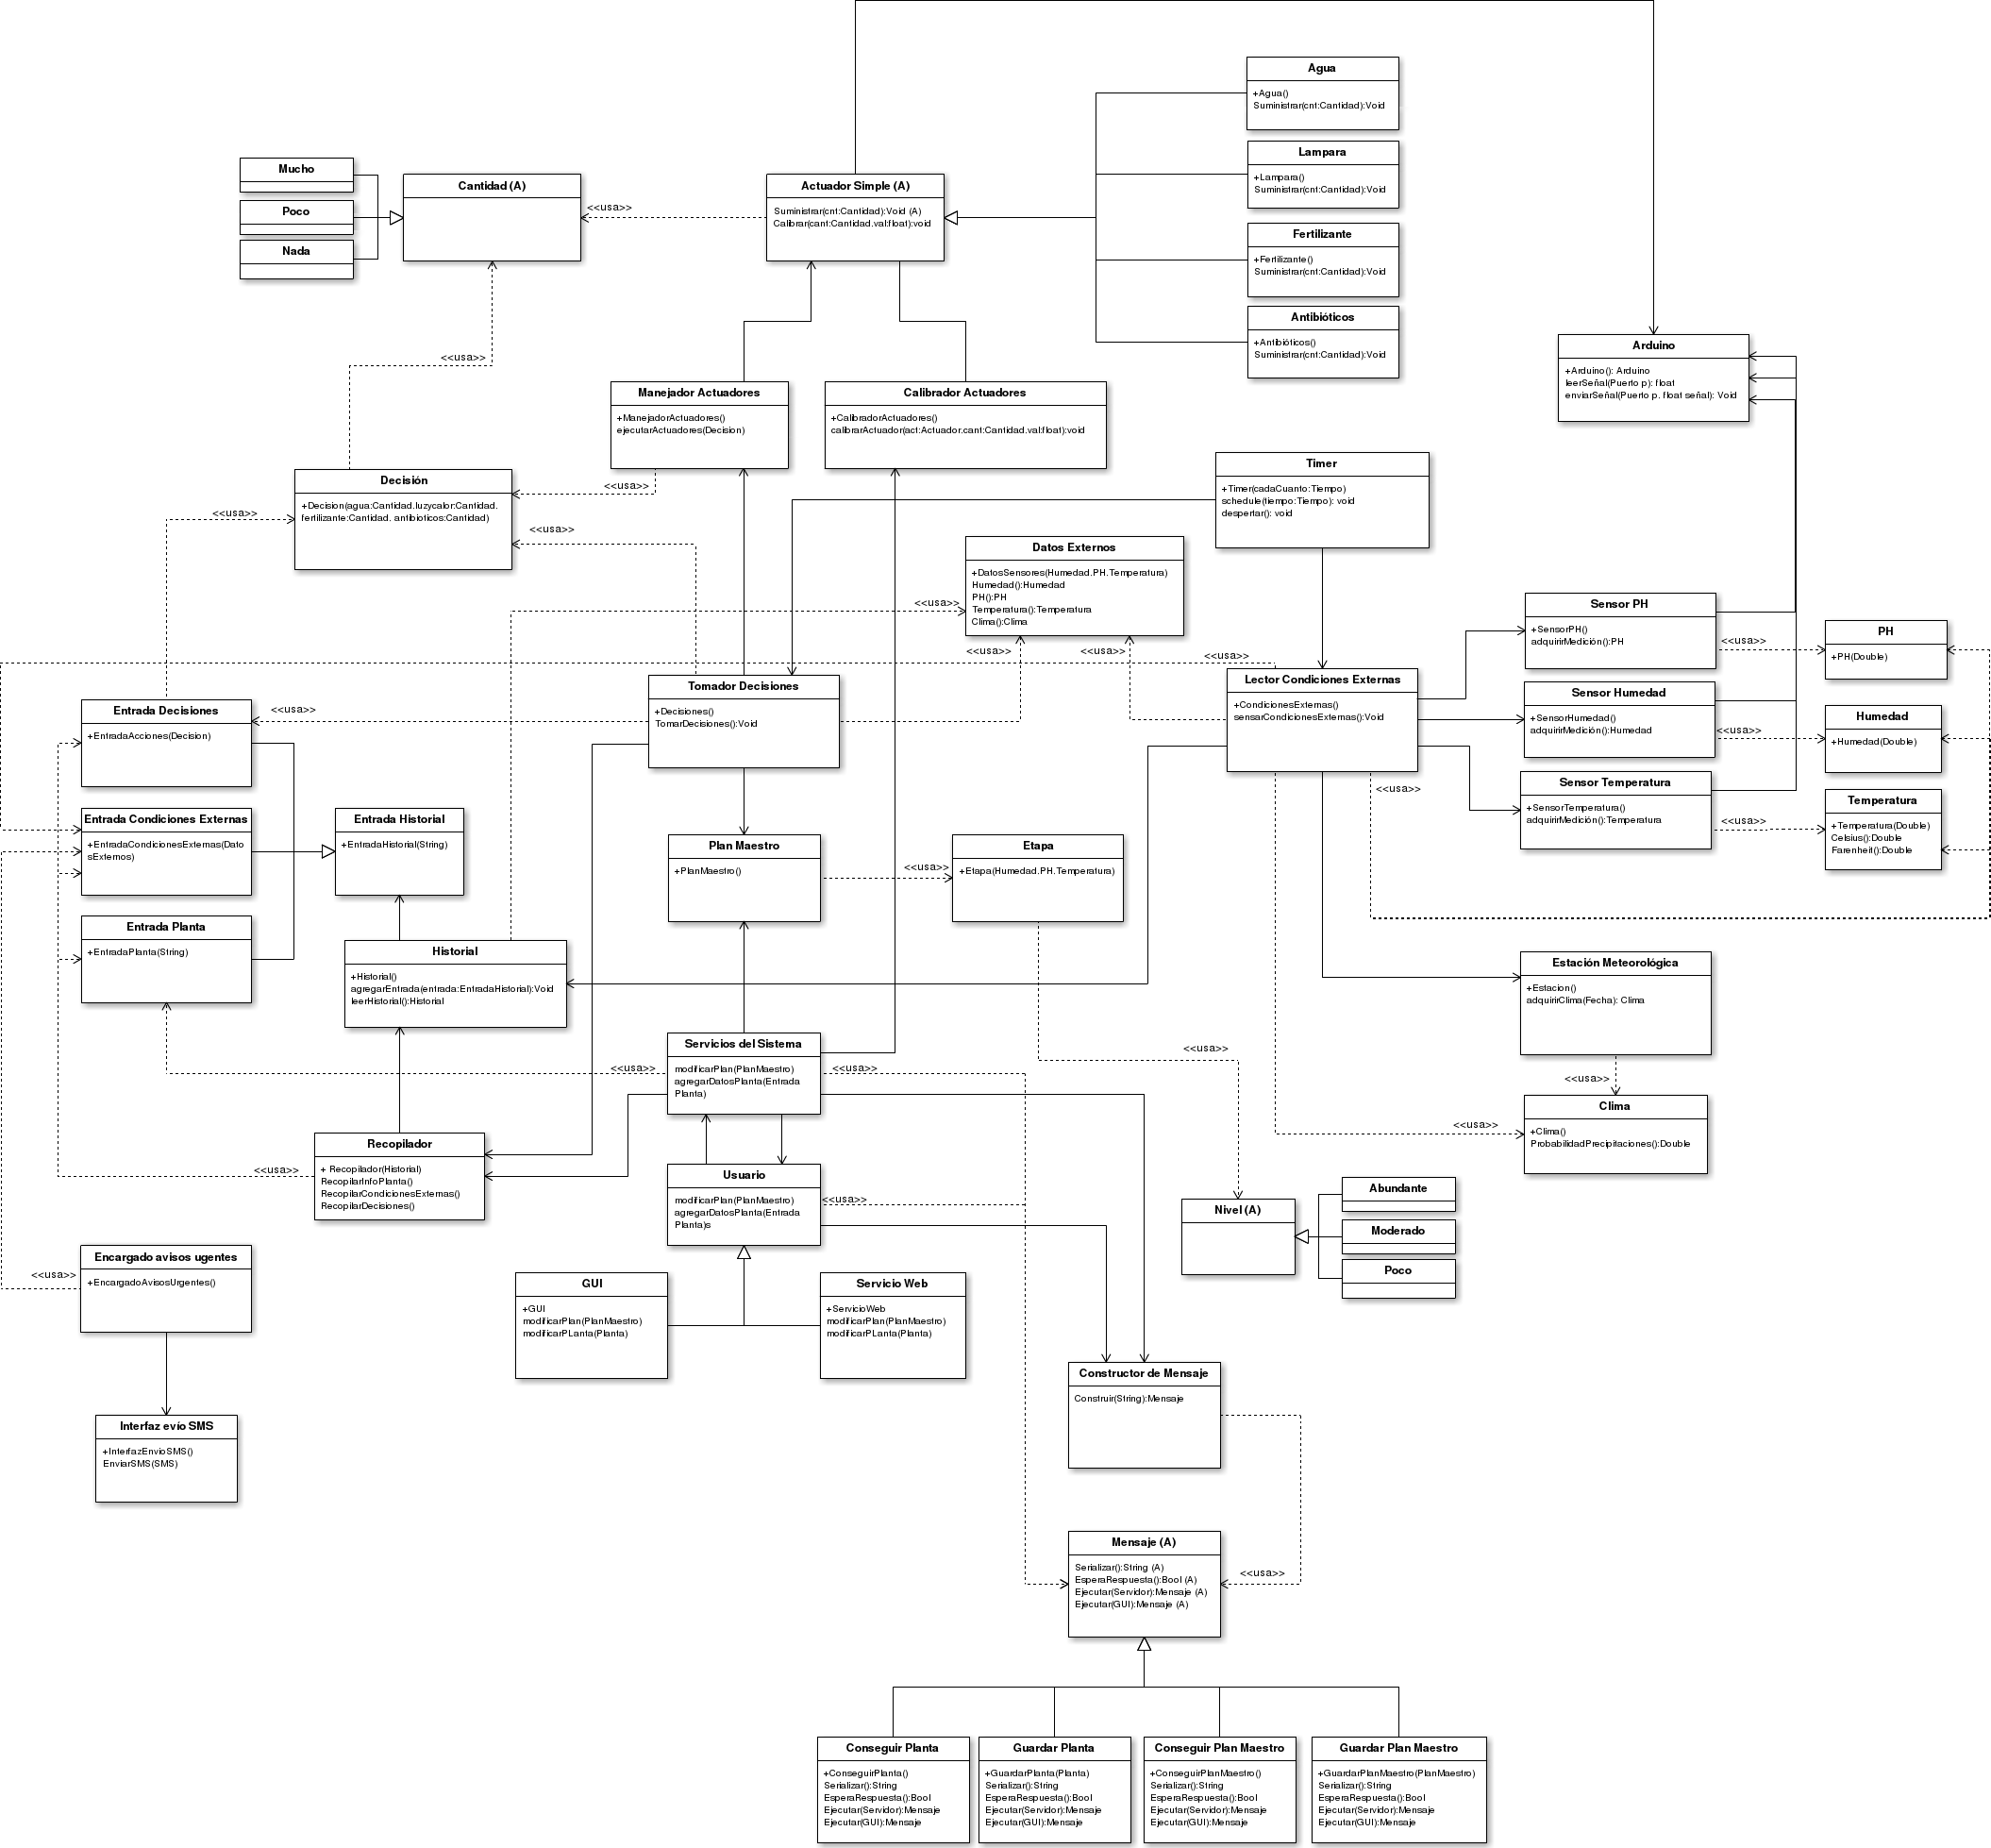 Agua
+Agua()
Suministrar(cnt:Cantidad):Void
Lampara
+Lampara()
Suministrar(cnt:Cantidad):Void
Fertilizante
+Fertilizante()
Suministrar(cnt:Cantidad):Void
Antibióticos
+Antibióticos()
Suministrar(cnt:Cantidad):Void
Mucho
Poco
Nada
Cantidad (A)
<<usa>>
Actuador Simple (A)
Suministrar(cnt:Cantidad):Void (A)
Calibrar(cant:Cantidad.val:float):void
Arduino
+Arduino(): Arduino
leerSeñal(Puerto p): float
enviarSeñal(Puerto p. float señal): Void
<<usa>>
Manejador Actuadores
+ManejadorActuadores()
ejecutarActuadores(Decision)
Calibrador Actuadores
+CalibradorActuadores()
calibrarActuador(act:Actuador.cant:Cantidad.val:float):void
Decisión
+Decision(agua:Cantidad.luzycalor:Cantidad.
fertilizante:Cantidad. antibioticos:Cantidad)
<<usa>>
<<usa>>
<<usa>>
Timer
+Timer(cadaCuanto:Tiempo)
schedule(tiempo:Tiempo): void
despertar(): void
Datos Externos
+DatosSensores(Humedad.PH.Temperatura)
Humedad():Humedad
PH():PH
Temperatura():Temperatura
Clima():Clima
<<usa>>
<<usa>>
<<usa>>
<<usa>>
Sensor PH
+SensorPH()
adquirirMedición():PH
<<usa>>
PH
+PH(Double)
Sensor Humedad
+SensorHumedad()
adquirirMedición():Humedad
<<usa>>
Humedad
+Humedad(Double)
Sensor Temperatura
+SensorTemperatura()
adquirirMedición():Temperatura
<<usa>>
Temperatura
+Temperatura(Double)
Celsius():Double
Farenheit():Double
Lector Condiciones Externas
+CondicionesExternas()
sensarCondicionesExternas():Void
<<usa>>
Tomador Decisiones
+Decisiones()
TomarDecisiones():Void
<<usa>>
Entrada Decisiones
+EntradaAcciones(Decision)
Entrada Condiciones Externas
+EntradaCondicionesExternas(Dato
sExternos)
Entrada Historial
+EntradaHistorial(String)
Entrada Planta
+EntradaPlanta(String)
Plan Maestro
+PlanMaestro()
<<usa>>
Etapa
+Etapa(Humedad.PH.Temperatura)
Historial
+Historial()
agregarEntrada(entrada:EntradaHistorial):Void
leerHistorial():Historial
Estación Meteorológica
+Estacion()
adquirirClima(Fecha): Clima
<<usa>>
Clima
+Clima()
ProbabilidadPrecipitaciones():Double
<<usa>>
<<usa>>
Servicios del Sistema
modificarPlan(PlanMaestro)
agregarDatosPlanta(Entrada
Planta)
<<usa>>
<<usa>>
Recopilador
+ Recopilador(Historial)
RecopilarInfoPlanta()
RecopilarCondicionesExternas()
RecopilarDecisiones()
<<usa>>
Usuario
modificarPlan(PlanMaestro)
agregarDatosPlanta(Entrada
Planta)s
<<usa>>
Nivel (A)
Abundante
Moderado
Poco
Encargado avisos ugentes
+EncargadoAvisosUrgentes()
<<usa>>
GUI
+GUI
modificarPlan(PlanMaestro)
modificarPLanta(Planta)
Servicio Web
+ServicioWeb
modificarPlan(PlanMaestro)
modificarPLanta(Planta)
Interfaz evío SMS
+InterfazEnvioSMS()
EnviarSMS(SMS)
Constructor de Mensaje
Construir(String):Mensaje
Mensaje (A)
Serializar():String (A)
EsperaRespuesta():Bool (A)
Ejecutar(Servidor):Mensaje (A)
Ejecutar(GUI):Mensaje (A)
<<usa>>
Conseguir Planta
+ConseguirPlanta()
Serializar():String
EsperaRespuesta():Bool
Ejecutar(Servidor):Mensaje
Ejecutar(GUI):Mensaje
Guardar Planta
+GuardarPlanta(Planta)
Serializar():String
EsperaRespuesta():Bool
Ejecutar(Servidor):Mensaje
Ejecutar(GUI):Mensaje
Conseguir Plan Maestro
+ConseguirPlanMaestro()
Serializar():String
EsperaRespuesta():Bool
Ejecutar(Servidor):Mensaje
Ejecutar(GUI):Mensaje
Guardar Plan Maestro
+GuardarPlanMaestro(PlanMaestro)
Serializar():String
EsperaRespuesta():Bool
Ejecutar(Servidor):Mensaje
Ejecutar(GUI):Mensaje